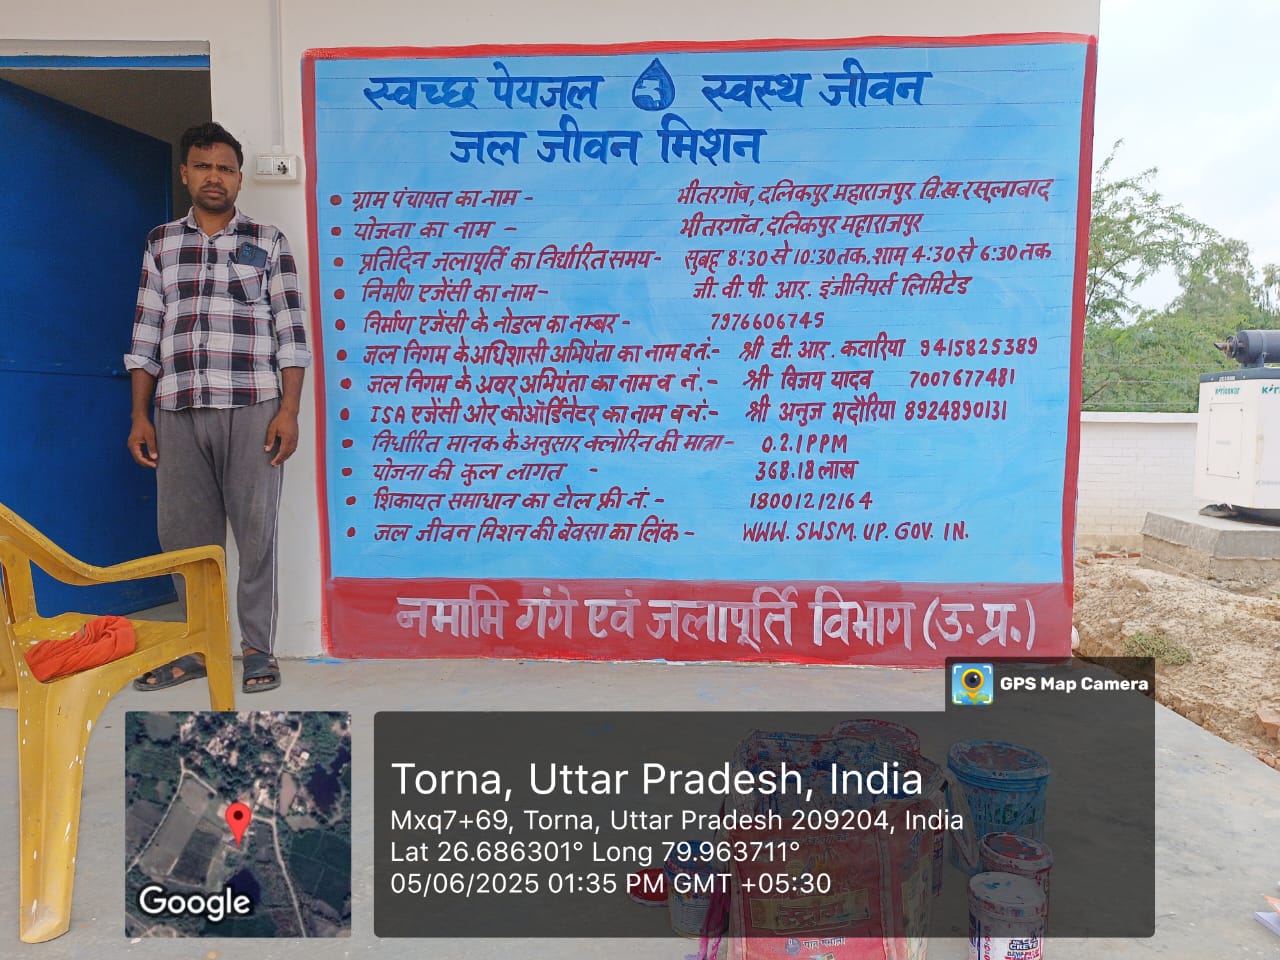 स्वच्छ पेयजल स्वस्थ जीवन
जल जीवन मिशन
• ग्राम पंचायत का नाम - भीतरगॉव, दलिकपुर महाराजपुर वि.ख. रसूलाबाद
• योजना का नाम - भीतरगॉव, दलिकपुर महाराजपुर
• प्रतिदिन जलापूर्ति का निर्धारित समय- सुबह 8:30 से 10:30 तक, शाम 4:30 से 6:30 तक
• निर्माण एजेंसी का नाम- जी. वी. पी. आर. इंजीनियर्स लिमिटेड
• निर्माण एजेंसी के नोडल का नम्बर- 7976606745
• जल निगम के अधिशासी अभियंता का नाम व नं.- श्री टी. आर. कटारिया 9415825389
• जल निगम के अवर अभियंता का नाम व नं.- श्री विजय यादव 7007677481
• ISA एजेंसी ओर कोऑर्डिनेटर का नाम व नं.- श्री अनुज भदौरिया 8924890131
• निर्धारित मानक के अनुसार क्लोरिन की मात्रा- 0.2.1 PPM
• योजना की कुल लागत - 368.18 लाख
• शिकायत समाधान का टोल फ्री नं.- 18001212164
• जल जीवन मिशन की बेवसा का लिंक- WWW. SWSM. UP. GOV. IN.
नमामि गंगे एवं जलापूर्ति विभाग (उ. प्र.)
GPS Map Camera
Torna, Uttar Pradesh, India
Mxq7+69, Torna, Uttar Pradesh 209204, India
Lat 26.686301° Long 79.963711°
05/06/2025 01:35 PM GMT +05:30
Google